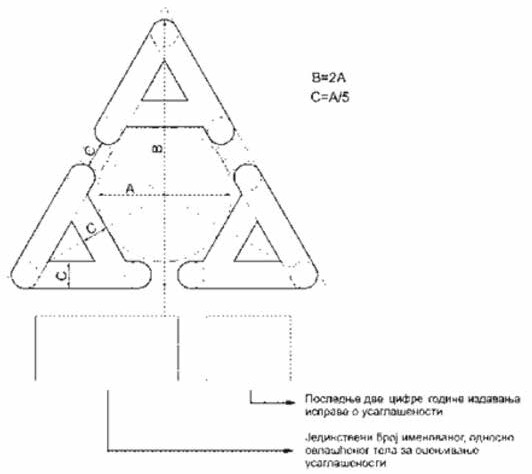 B=2A
C=A/5
C
B
A
C
C
Последње две цифре године издавања
исправе о усаглашености
Јединствени број именованог, односно
овлашћеног тела за оцењивање
усаглашености